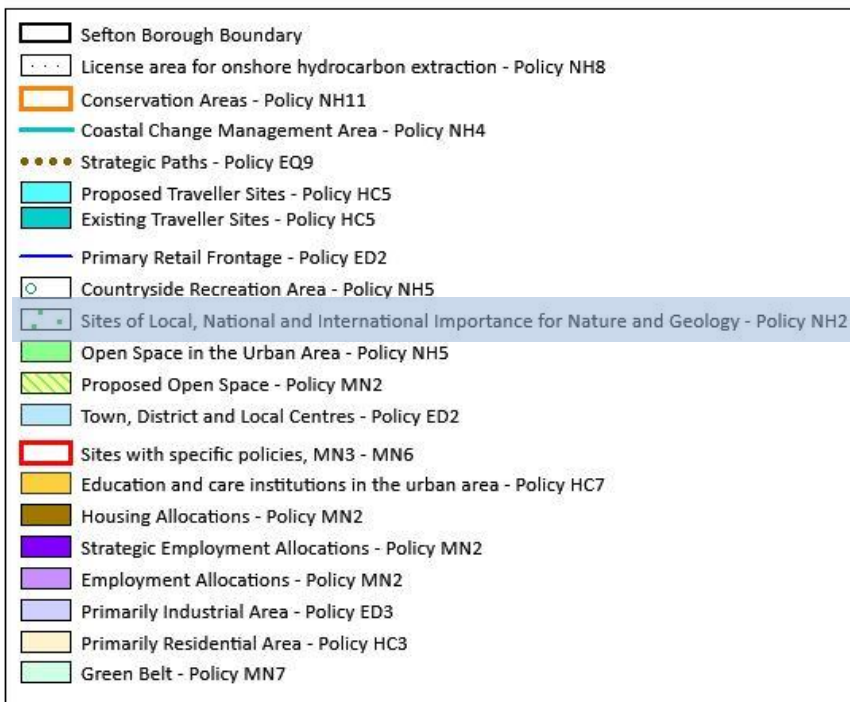 Sefton Borough Boundary
License area for onshore hydrocarbon extraction - Policy NH8
Conservation Areas - Policy NH11
Coastal Change Management Area - Policy NH4
Strategic Paths - Policy EQ9
Proposed Traveller Sites - Policy HC5
Existing Traveller Sites - Policy HC5
Primary Retail Frontage - Policy ED2
Countryside Recreation Area - Policy NH5
Sites of Local, National and International Importance for Nature and Geology - Policy NH2
Open Space in the Urban Area - Policy NH5
Proposed Open Space - Policy MN2
Town, District and Local Centres - Policy ED2
Sites with specific policies, MN3 - MN6
Education and care institutions in the urban area - Policy HC7
Housing Allocations - Policy MN2
Strategic Employment Allocations - Policy MN2
Employment Allocations - Policy MN2
Primarily Industrial Area - Policy ED3
Primarily Residential Area - Policy HC3
Green Belt - Policy MN7